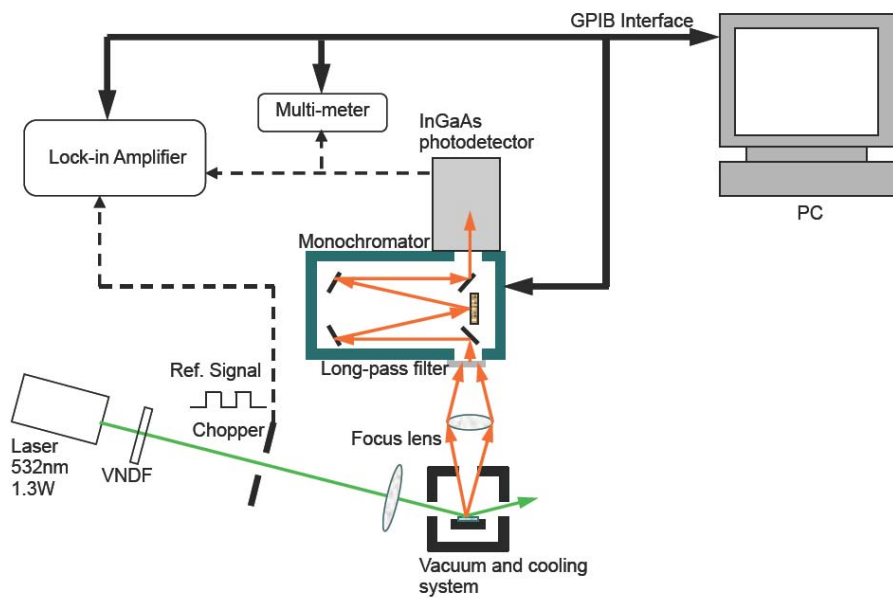 GPIB Interface
Multi-meter
InGaAs
photodetector
Lock-in Amplifier
PC
Monochromator
Long-pass filter
Ref. Signal
Chopper
Focus lens
Laser
532nm
1.3W
VNDF
Vacuum and cooling
system